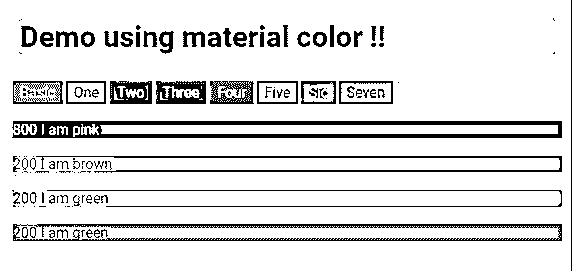 Demo using material color !!
Basic One Two Three Four Five Six Seven
800 I am pink
200 I am brown
200 I am green
200 I am green